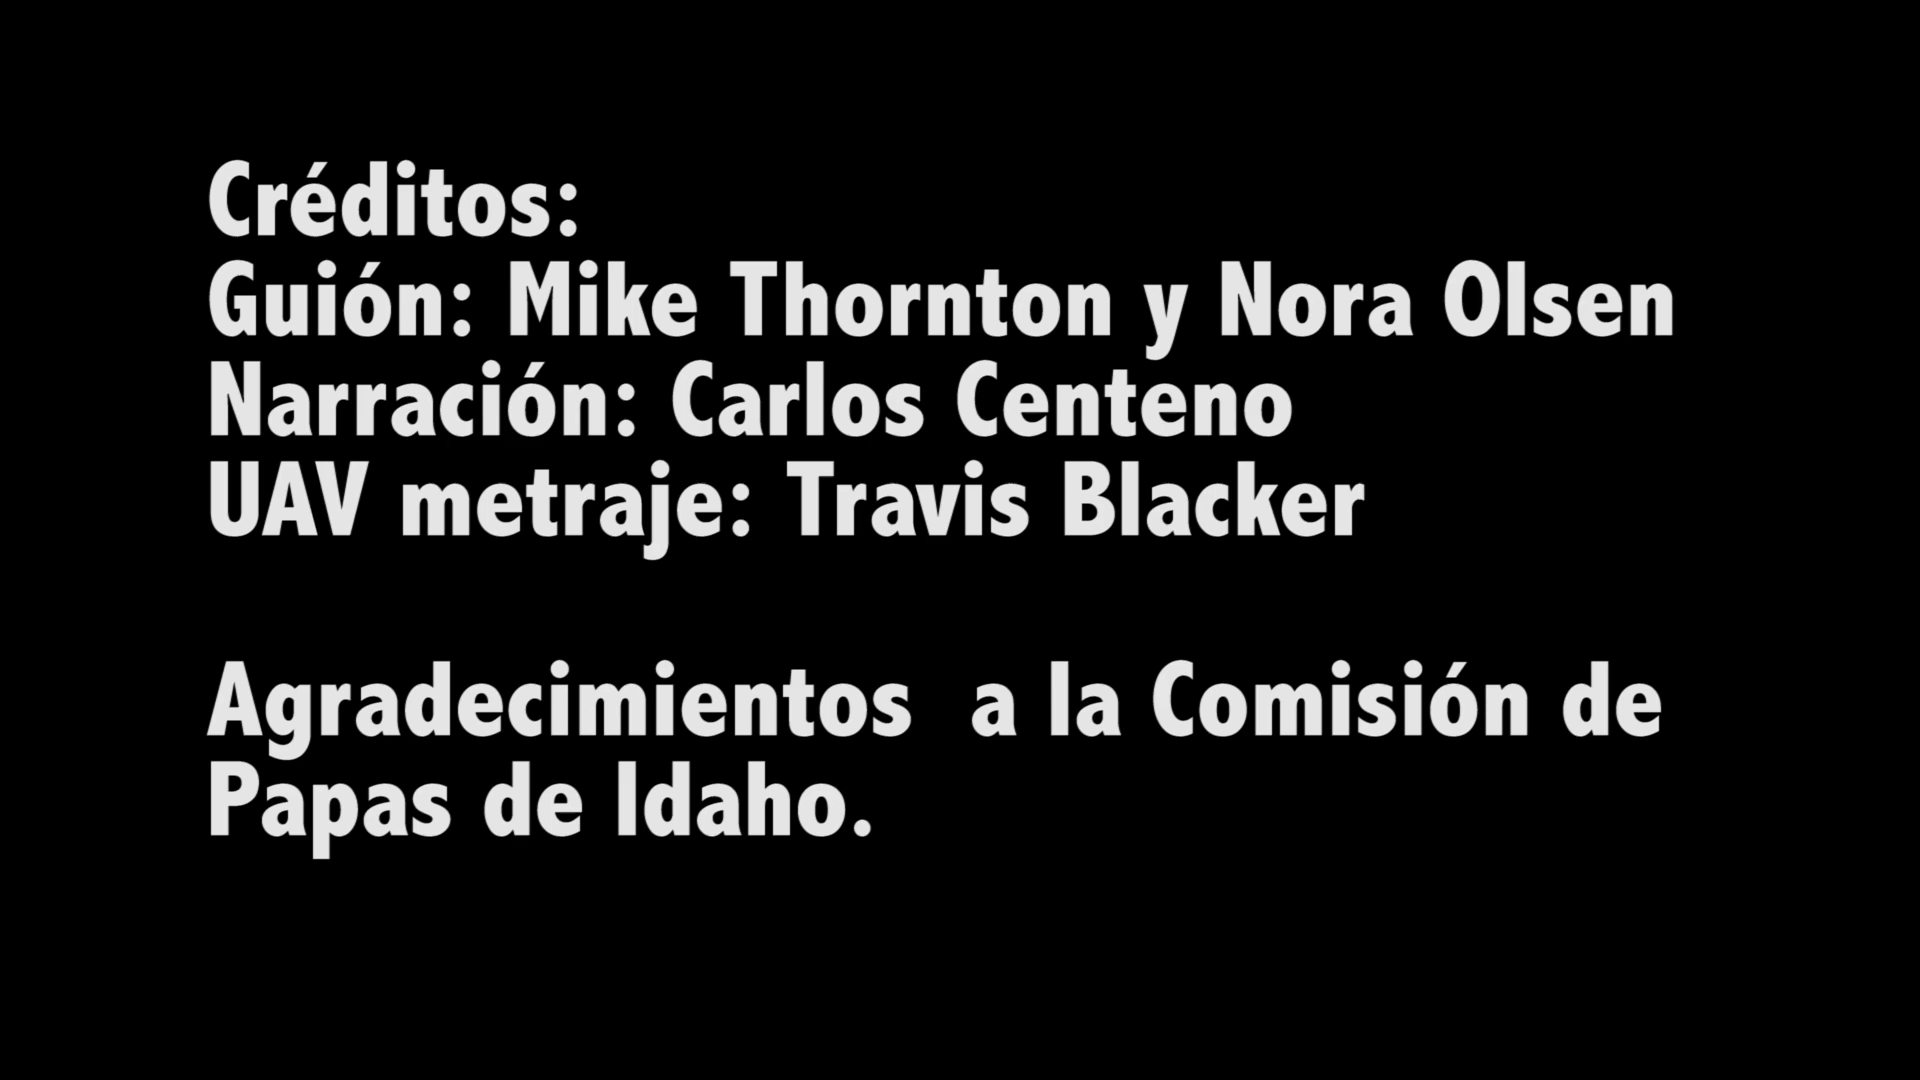 Créditos:
Guión: Mike Thornton y Nora Olsen
Narración: Carlos Centeno
UAV metraje: Travis Blacker
Agradecimientos  a la Comisión de
Papas de Idaho.